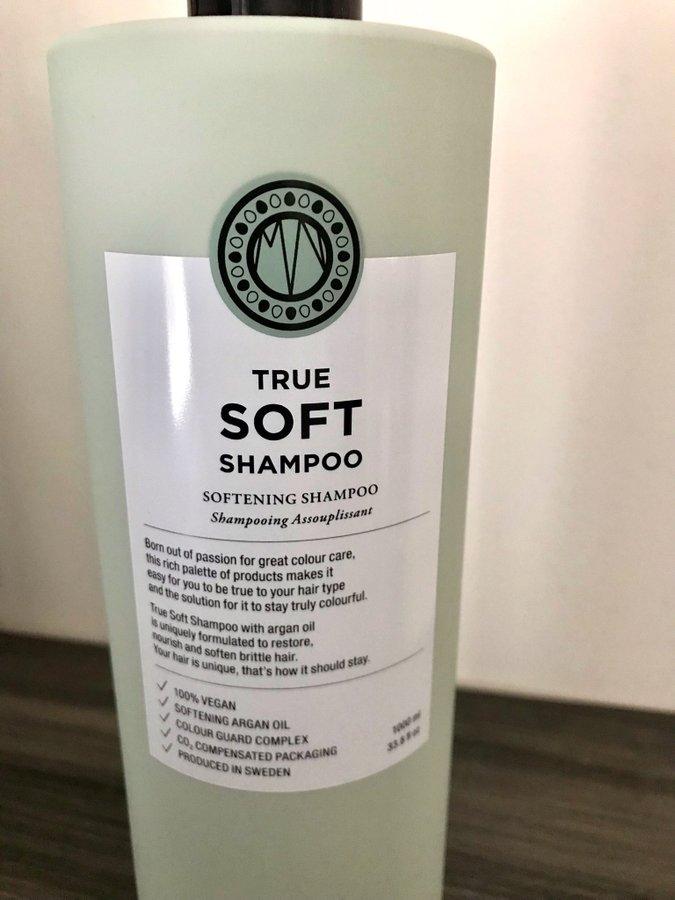 MN
TRUE
SOFT
SHAMPOO
SOFTENING SHAMPOO
Shampooing Assouplissant
Born out of passion for great colour care,
this rich palette of products makes it
easy for you to be true to your hair type
and the solution for it to stay truly colourful.
True Soft Shampoo with argan oil
is uniquely formulated to restore,
nourish and soften brittle hair.
Your hair is unique, that's how it should stay.
✓ 100% VEGAN
✓ SOFTENING ARGAN OIL
✓ COLOUR GUARD COMPLEX
✓ CO₂ COMPENSATED PACKAGING
✓ PRODUCED IN SWEDEN
1000 ml
33.8 fl oz